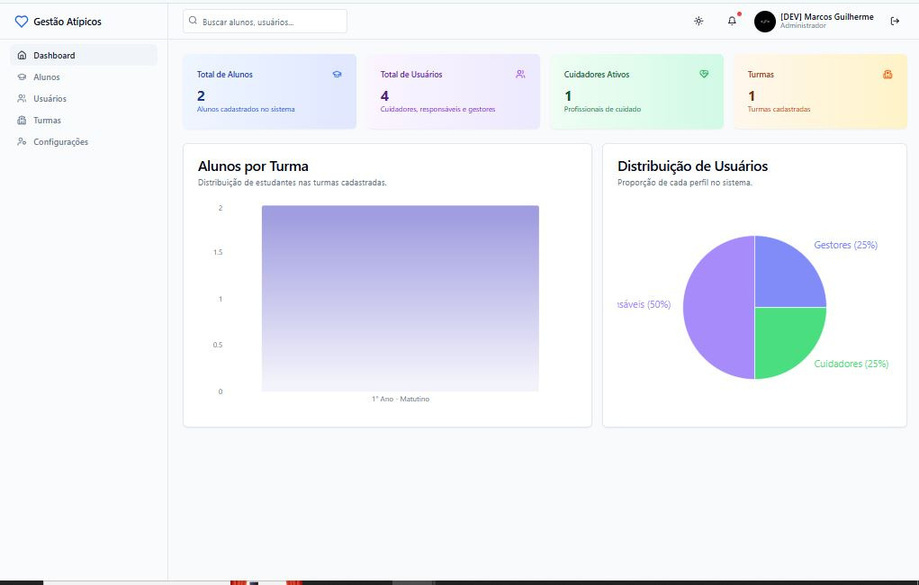 Gestão Atípicos
Buscar alunos, usuários...
[DEV] Marcos Guilherme
Administrador
Dashboard
Alunos
Usuários
Turmas
Configurações
Total de Alunos
2
Alunos cadastrados no sistema
Total de Usuários
4
Cuidadores, responsáveis e gestores
Cuidadores Ativos
1
Profissionais de cuidado
Turmas
1
Turmas cadastradas
Alunos por Turma
Distribuição de estudantes nas turmas cadastradas.
2
1.5
1
0.5
0
1° Ano - Matutino
Distribuição de Usuários
Proporção de cada perfil no sistema.
Gestores (25%)
sáveis (50%)
Cuidadores (25%)